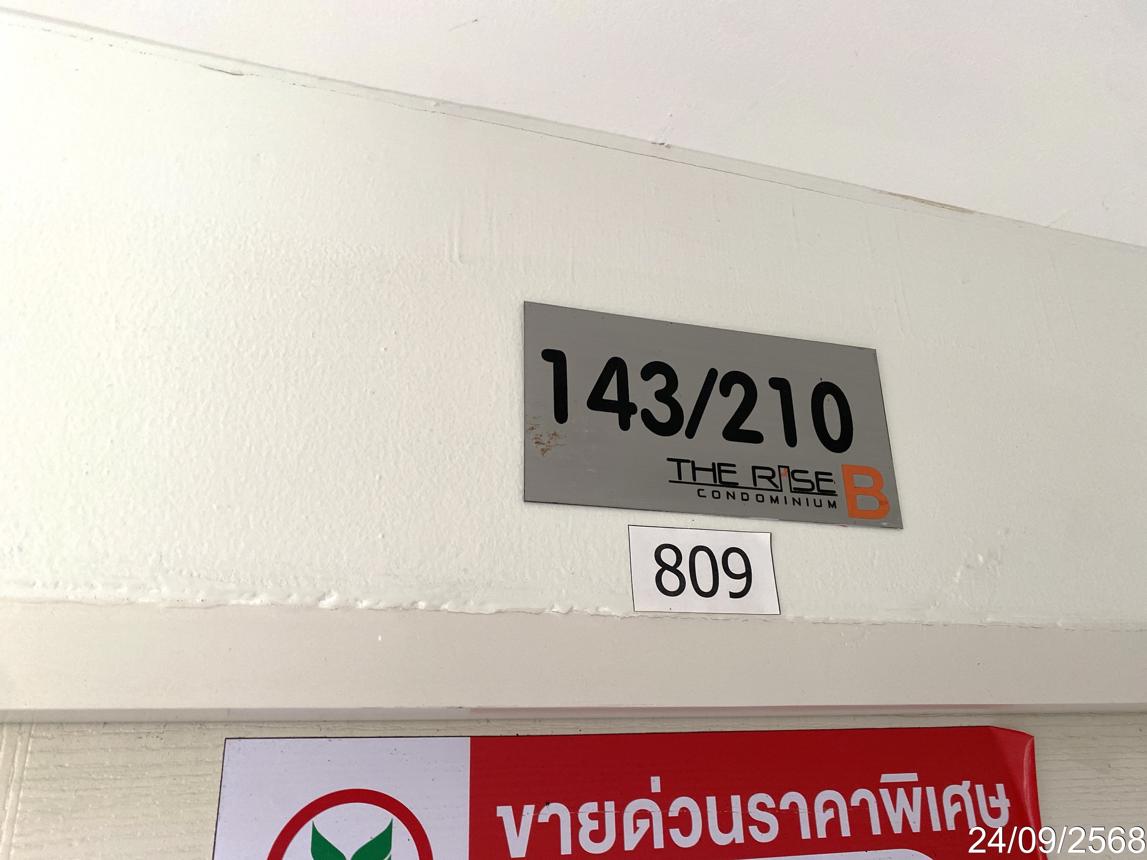 143/210
THE RISE B
CONDOMINIUM
809
ขายด่วนราคาพิเศษ
24/09/2568